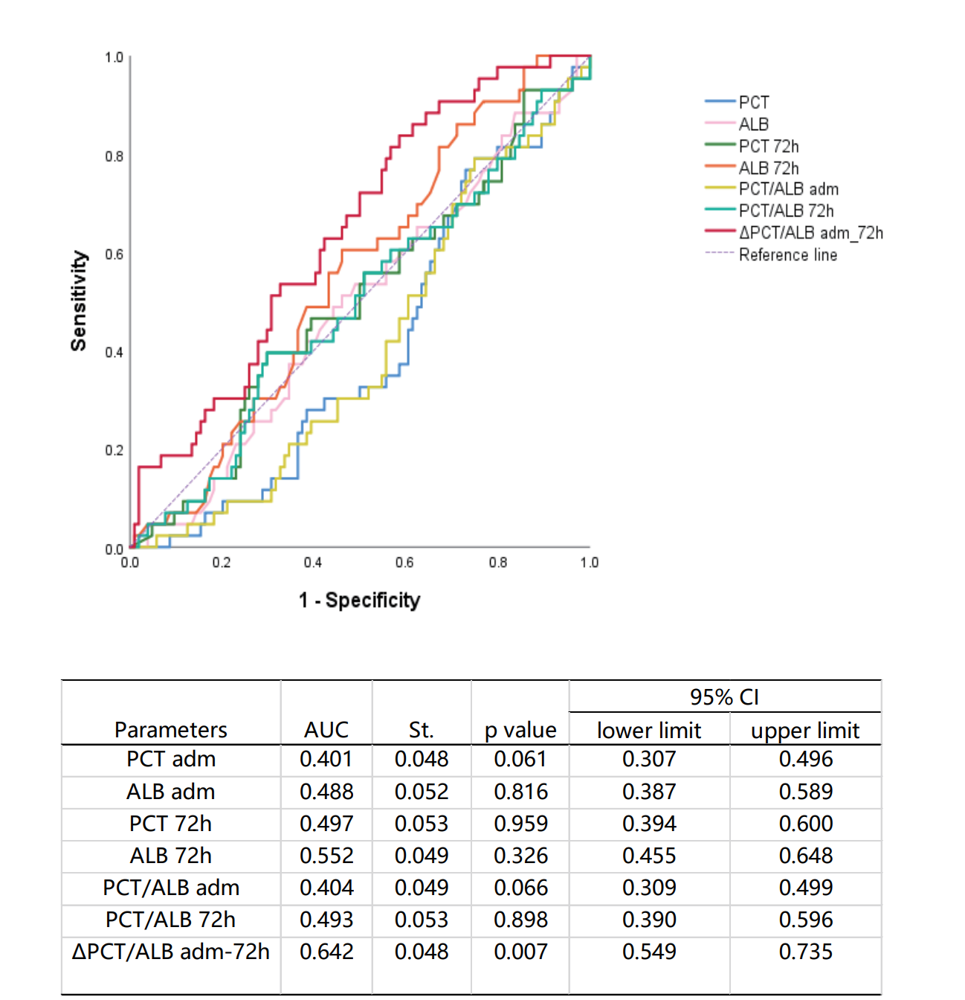 1.0
0.8
0.6
0.4
0.2
0.0
Sensitivity
0.0 0.2 0.4 0.6 0.8 1.0
1 - Specificity
PCT
ALB
PCT 72h
ALB 72h
PCT/ALB adm
PCT/ALB 72h
ΔPCT/ALB adm_72h
Reference line
95% CI
Parameters AUC St. p value lower limit upper limit
PCT adm 0.401 0.048 0.061 0.307 0.496
ALB adm 0.488 0.052 0.816 0.387 0.589
PCT 72h 0.497 0.053 0.959 0.394 0.600
ALB 72h 0.552 0.049 0.326 0.455 0.648
PCT/ALB adm 0.404 0.049 0.066 0.309 0.499
PCT/ALB 72h 0.493 0.053 0.898 0.390 0.596
ΔPCT/ALB adm-72h 0.642 0.048 0.007 0.549 0.735